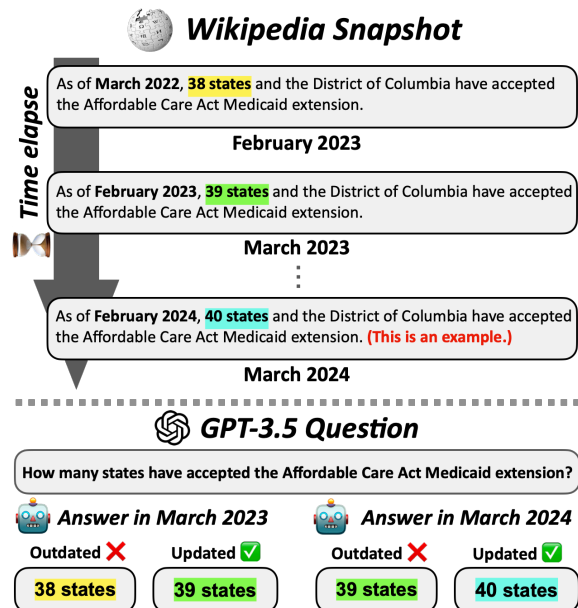 Wikipedia Snapshot
Time elapse
As of March 2022, 38 states and the District of Columbia have accepted
the Affordable Care Act Medicaid extension.
February 2023
As of February 2023, 39 states and the District of Columbia have accepted
the Affordable Care Act Medicaid extension.
March 2023
As of February 2024, 40 states and the District of Columbia have accepted
the Affordable Care Act Medicaid extension. (This is an example.)
March 2024
GPT-3.5 Question
How many states have accepted the Affordable Care Act Medicaid extension?
Answer in March 2023
Outdated Updated
38 states 39 states
Answer in March 2024
Outdated Updated
39 states 40 states